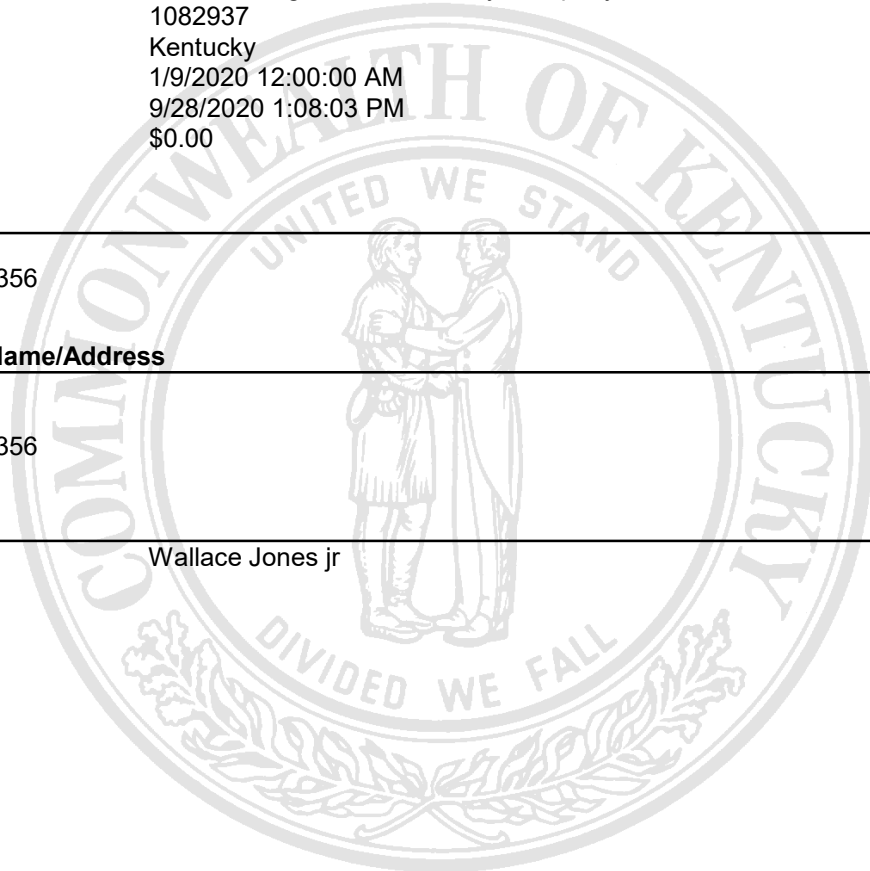 1082937
Kentucky
1/9/2020 12:00:00 AM
9/28/2020 1:08:03 PM
$0.00
356
Name/Address
356
Wallace Jones jr
COMMONWEALTH OF KENTUCKY
UNITED WE STAND
DIVIDED WE FALL